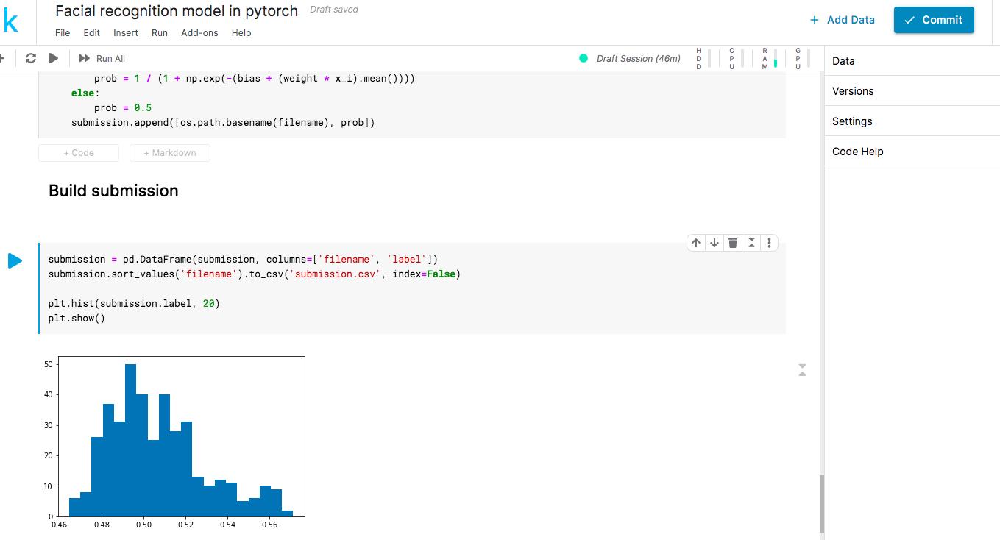 k
Facial recognition model in pytorch Draft saved
File Edit Insert Run Add-ons Help
+ Add Data
Commit
Run All
Draft Session (46m)
HDD
CPU
RAM
GPU
prob = 1 / (1 + np.exp(-(bias + (weight * x_i).mean())))
else:
prob = 0.5
submission.append([os.path.basename(filename), prob])
+ Code + Markdown
Build submission
submission = pd.DataFrame(submission, columns=['filename', 'label'])
submission.sort_values('filename').to_csv('submission.csv', index=False)
plt.hist(submission.label, 20)
plt.show()
50
40
30
20
10
0
0.46 0.48 0.50 0.52 0.54 0.56
Data
Versions
Settings
Code Help